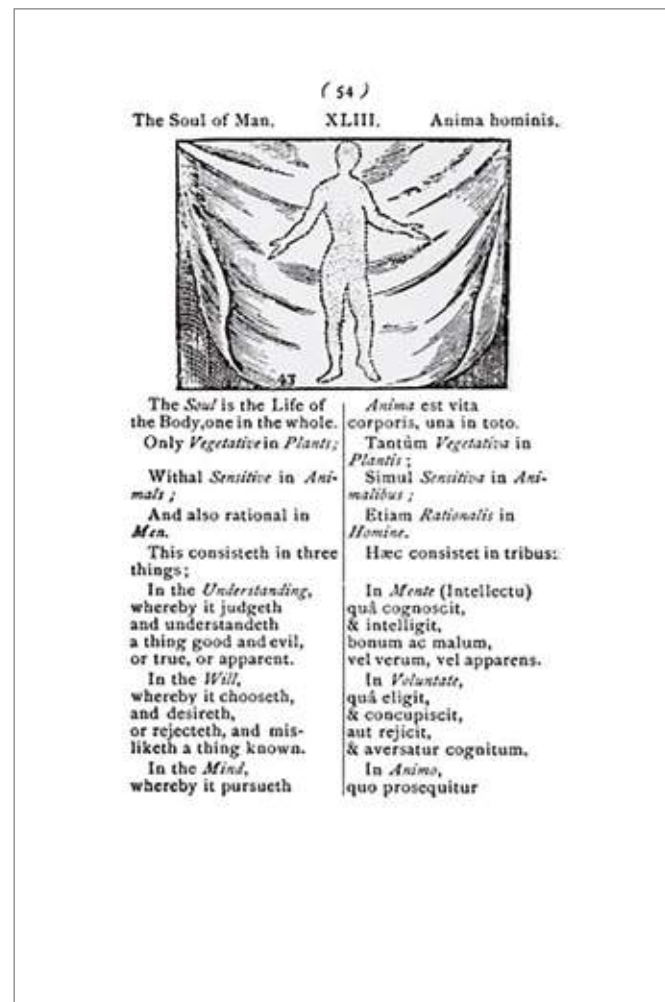 ( 54 )
The Soul of Man. XLIII. Anima hominis.
43
The Soul is the Life of
the Body,one in the whole.
Only Vegetative in Plants;
Withal Sensitive in Ani-
mals ;
And also rational in
Men.
This consisteth in three
things;
In the Understanding,
whereby it judgeth
and understandeth
a thing good and evil,
or true, or apparent.
In the Will,
whereby it chooseth,
and desireth,
or rejecteth, and mis-
liketh a thing known.
In the Mind,
whereby it pursueth
Anima est vita
corporis, una in toto.
Tantùm Vegetativa in
Plantis ;
Simul Sensitiva in Ani-
malibus ;
Etiam Rationalis in
Homine.
Hæc consistet in tribus:
In Mente (Intellectu)
quâ cognoscit,
& intelligit,
bonum ac malum,
vel verum, vel apparens.
In Voluntate,
quâ eligit,
& concupiscit,
aut rejicit,
& aversatur cognitum.
In Animo,
quo prosequitur